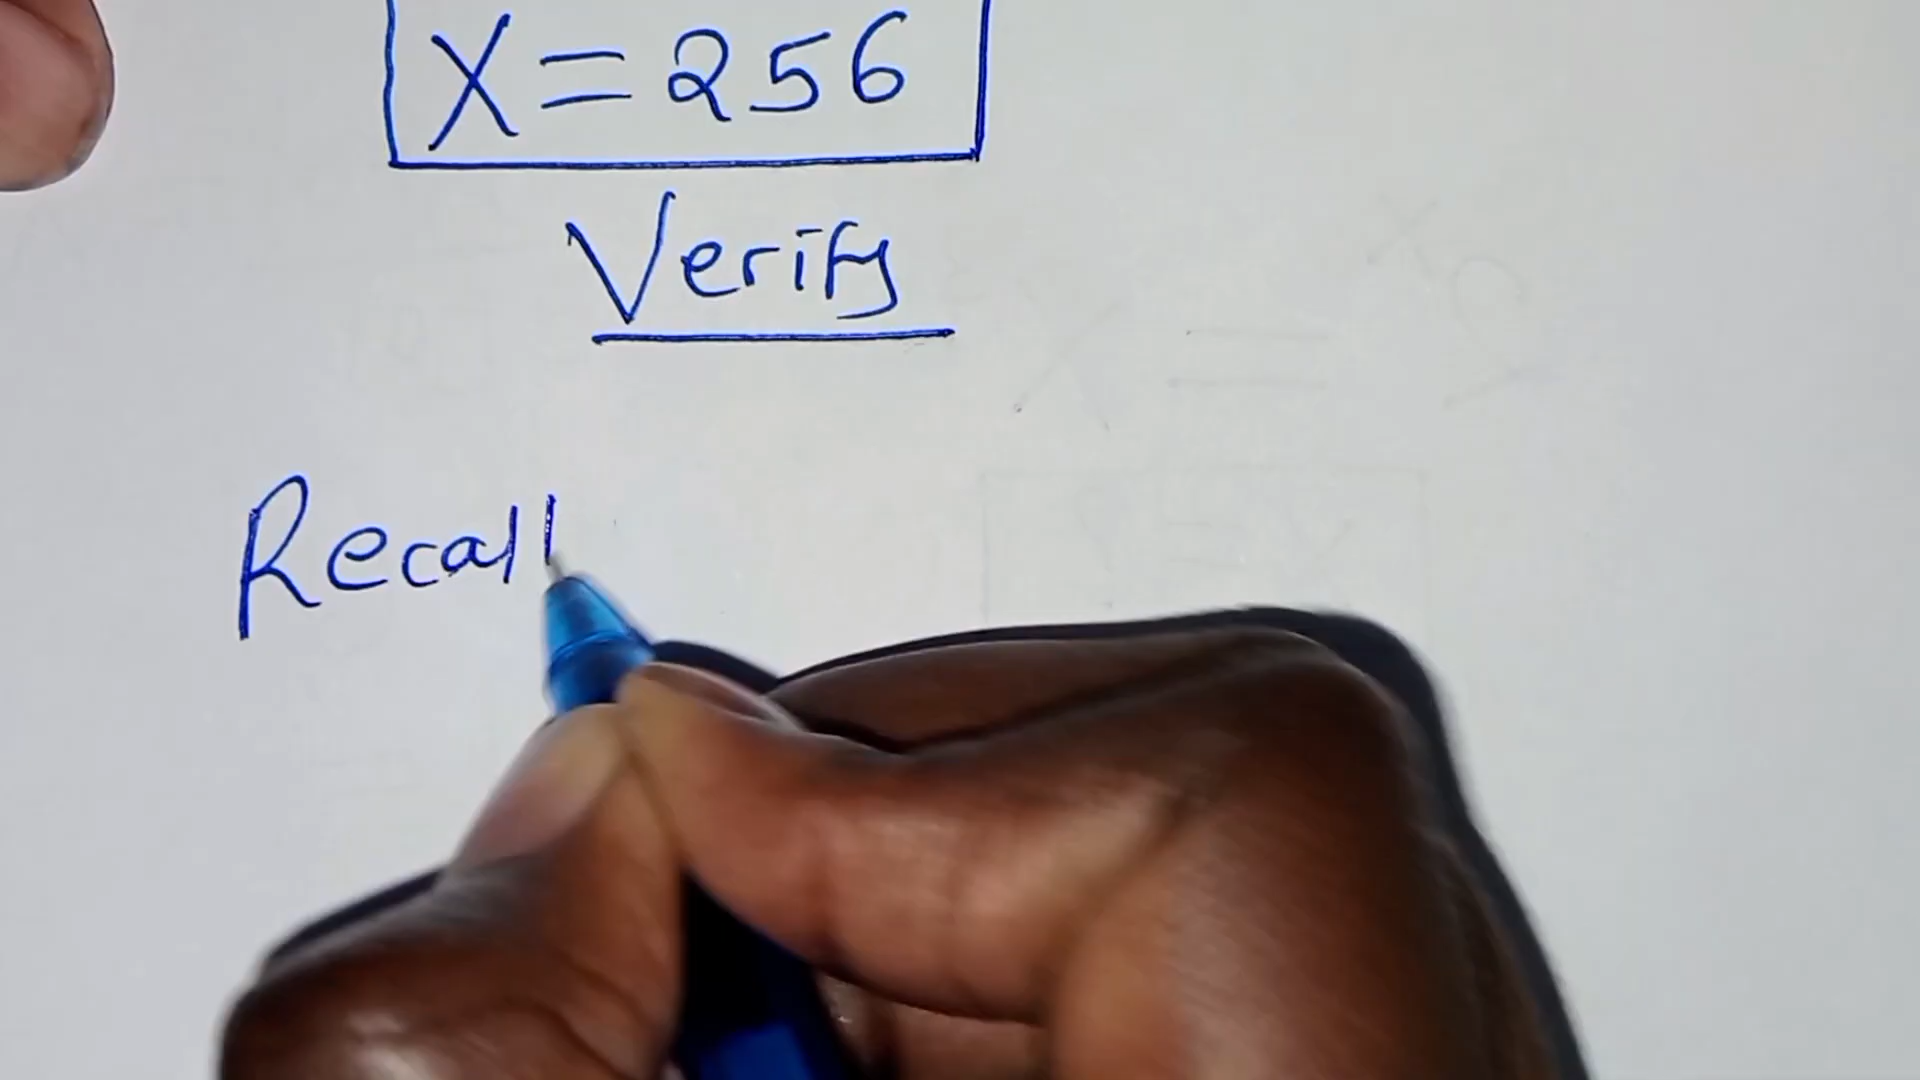 X = 256
Verify
Recall